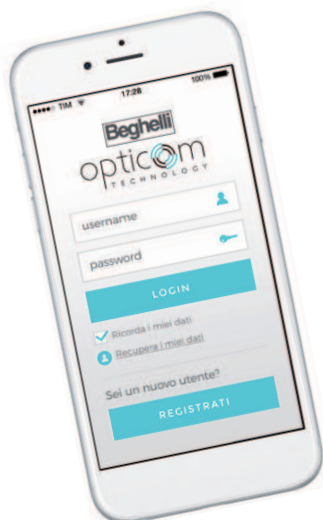 TIM 17:28 100%
Beghelli
opticom
TECHNOLOGY
username
password
LOGIN
Ricorda i miei dati
Recupera i miei dati
Sei un nuovo utente?
REGISTRATI